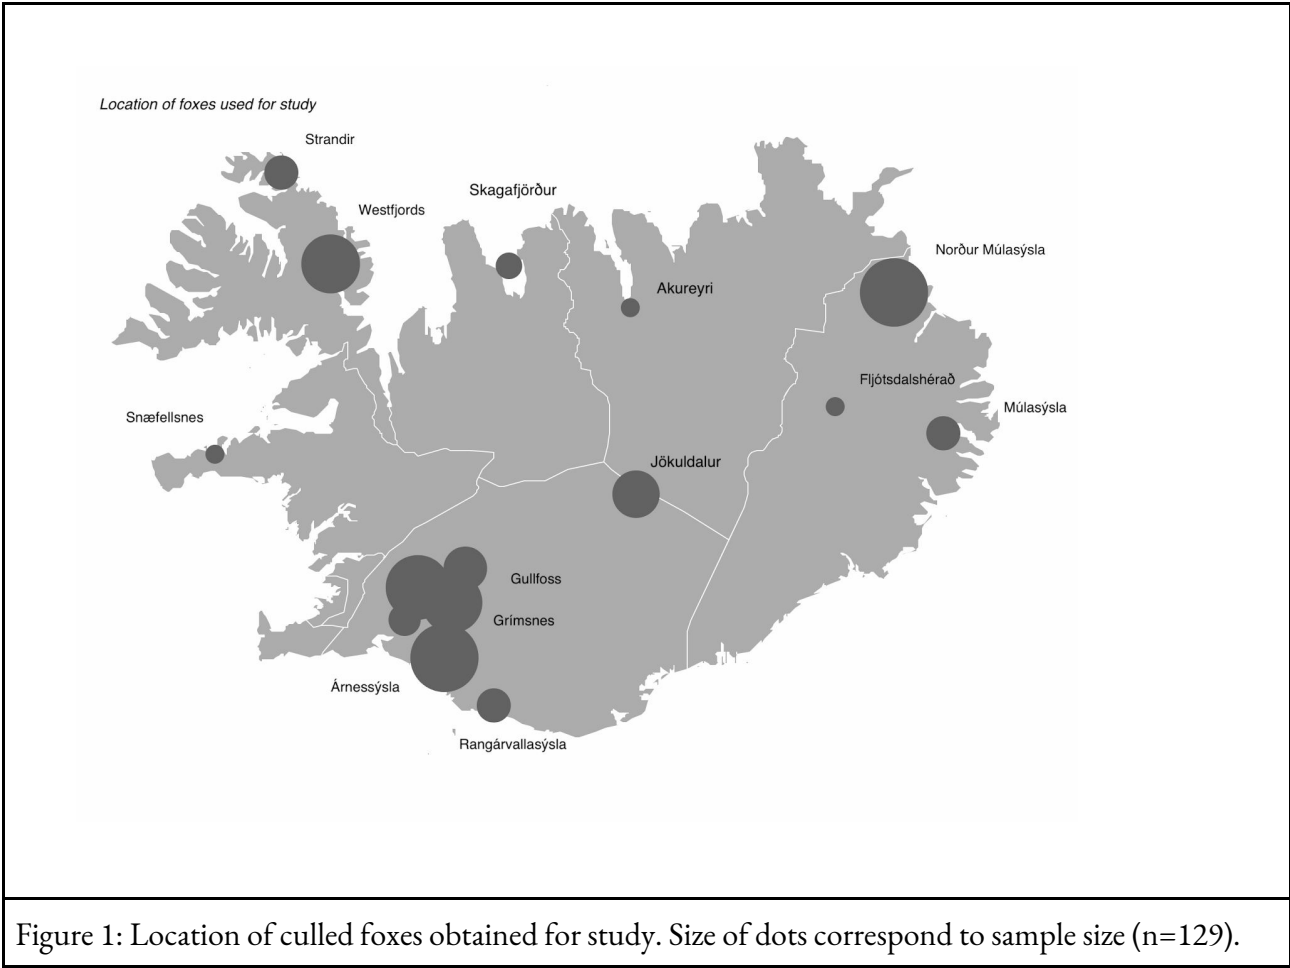 Location of foxes used for study
Strandir
Skagafjörður
Westfjords
Norður Múlasýsla
Akureyri
Fljótsdalshérað
Múlasýsla
Snæfellsnes
Jökuldalur
Gullfoss
Grímsnes
Árnessýsla
Rangárvallasýsla
Figure 1: Location of culled foxes obtained for study. Size of dots correspond to sample size (n=129).